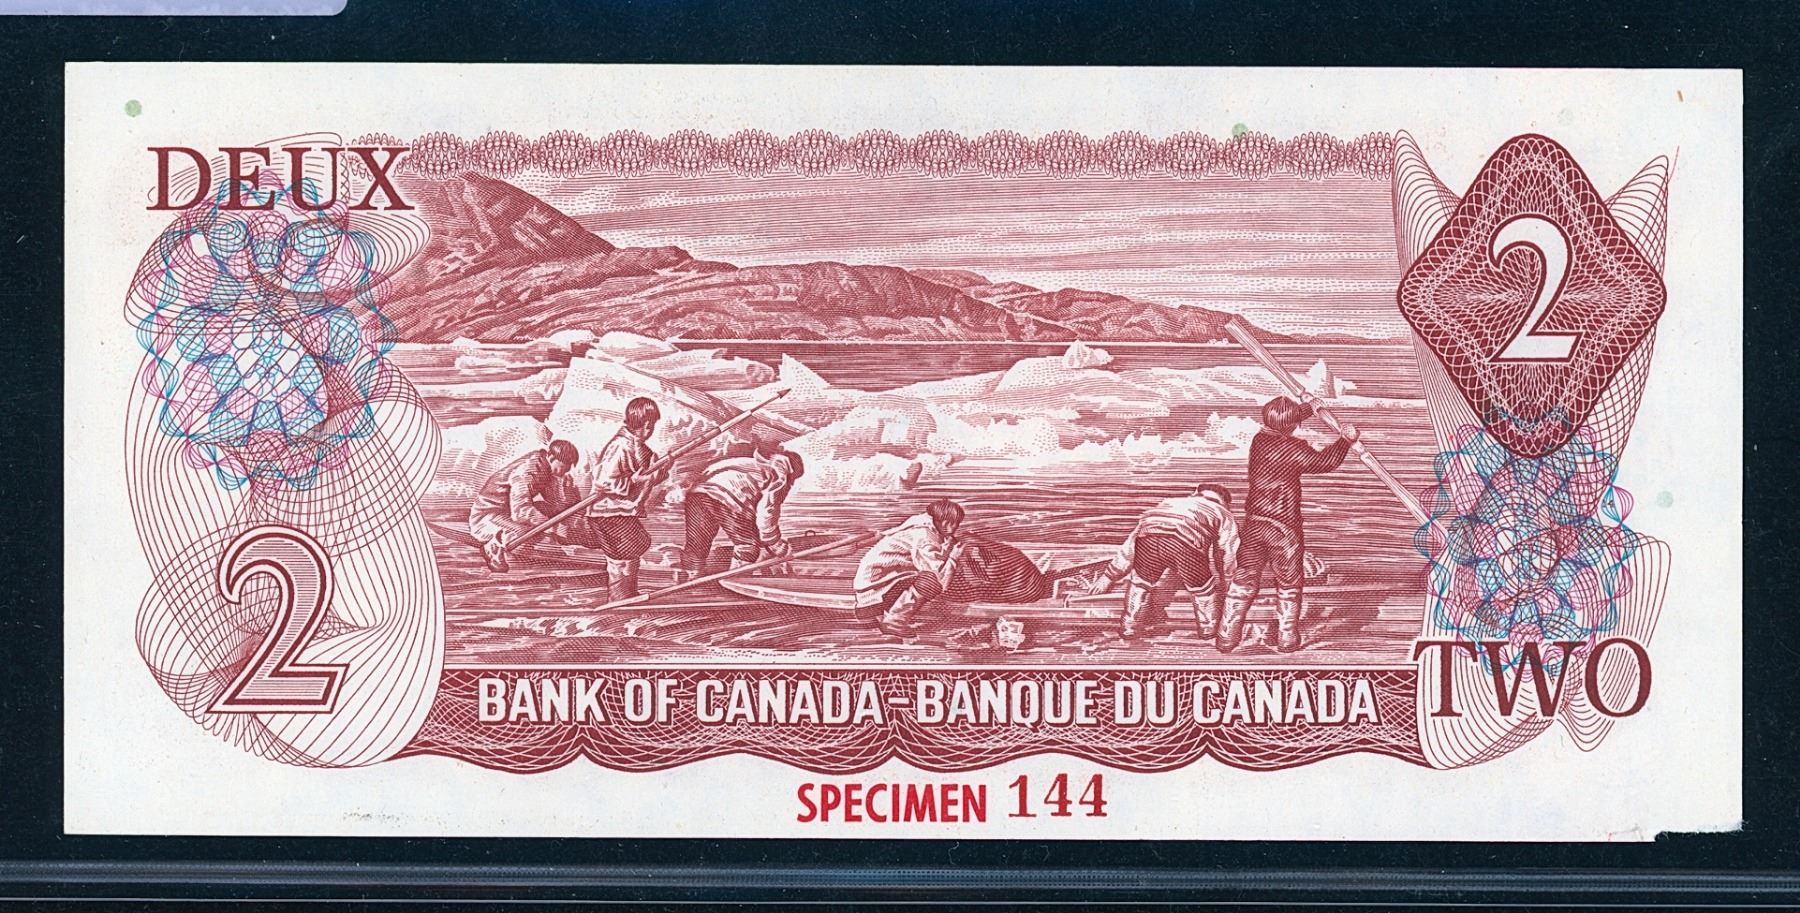 DEUX
2
2
BANK OF CANADA-BANQUE DU CANADA
TWO
SPECIMEN 144